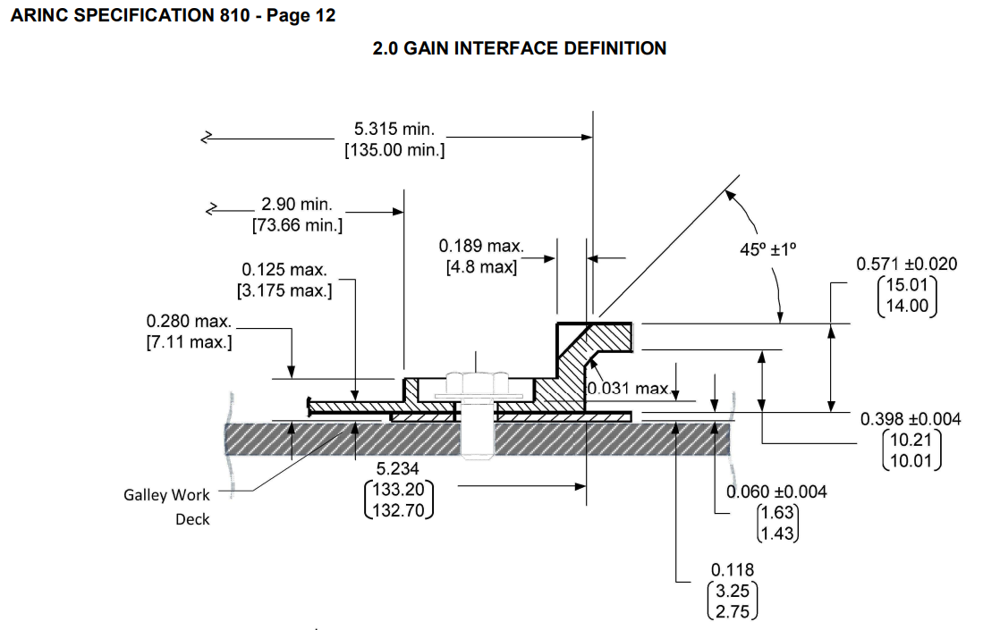 ARINC SPECIFICATION 810 - Page 12
2.0 GAIN INTERFACE DEFINITION
5.315 min.
[135.00 min.]
2.90 min.
[73.66 min.]
0.189 max.
[4.8 max]
45º ±1º
0.125 max.
[3.175 max.]
0.571 ±0.020
15.01
14.00
0.280 max.
[7.11 max.]
0.031 max.
0.398 ±0.004
10.21
10.01
5.234
133.20
132.70
Galley Work
Deck
0.060 ±0.004
1.63
1.43
0.118
3.25
2.75